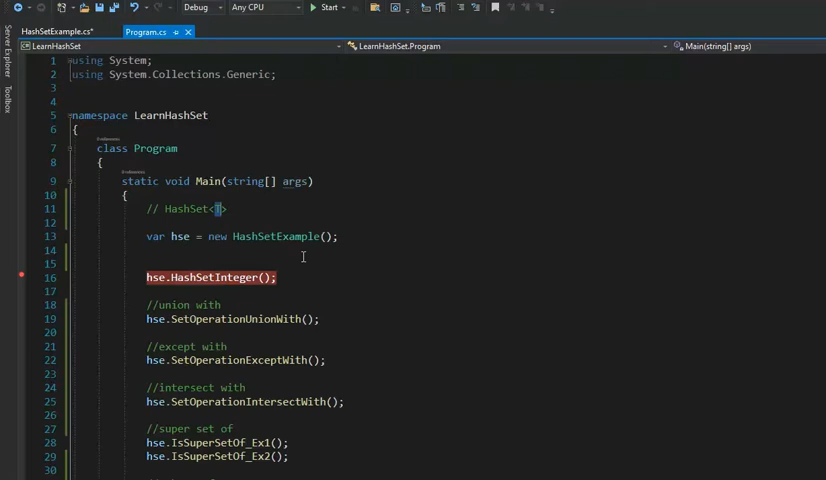 Debug
Any CPU
Start
HashSetExample.cs*
Program.cs
LearnHashSet
LearnHashSet.Program
Main(string[] args)
Server Explorer
Toolbox
1 using System;
2 using System.Collections.Generic;
3
4
5 namespace LearnHashSet
6 {
7 class Program
8 {
9 static void Main(string[] args)
10 {
11 // HashSet<T>
12
13 var hse = new HashSetExample();
14
15
16 hse.HashSetInteger();
17
18 //union with
19 hse.SetOperationUnionWith();
20
21 //except with
22 hse.SetOperationExceptWith();
23
24 //intersect with
25 hse.SetOperationIntersectWith();
26
27 //super set of
28 hse.IsSuperSetOf_Ex1();
29 hse.IsSuperSetOf_Ex2();
30